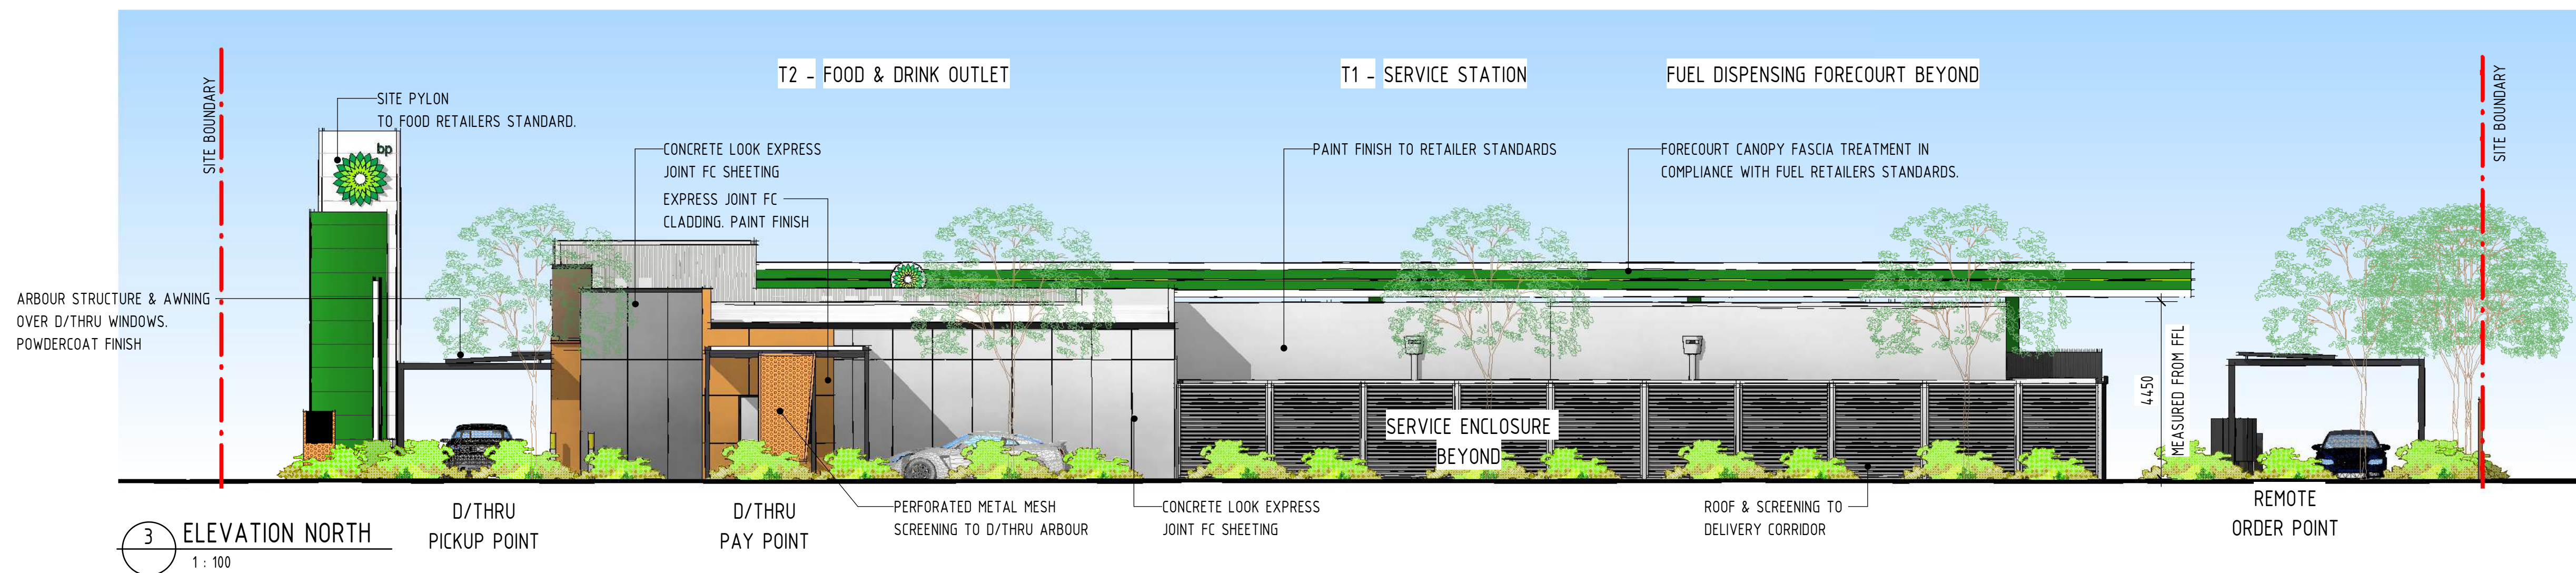 T2 - FOOD & DRINK OUTLET
T1 - SERVICE STATION
FUEL DISPENSING FORECOURT BEYOND
SITE BOUNDARY
SITE PYLON
TO FOOD RETAILERS STANDARD.
bp
CONCRETE LOOK EXPRESS
JOINT FC SHEETING
EXPRESS JOINT FC
CLADDING. PAINT FINISH
PAINT FINISH TO RETAILER STANDARDS
FORECOURT CANOPY FASCIA TREATMENT IN
COMPLIANCE WITH FUEL RETAILERS STANDARDS.
SITE BOUNDARY
ARBOUR STRUCTURE & AWNING
OVER D/THRU WINDOWS.
POWDERCOAT FINISH
4450
MEASURED FROM FFL
SERVICE ENCLOSURE
BEYOND
D/THRU
PICKUP POINT
D/THRU
PAY POINT
PERFORATED METAL MESH
SCREENING TO D/THRU ARBOUR
CONCRETE LOOK EXPRESS
JOINT FC SHEETING
ROOF & SCREENING TO
DELIVERY CORRIDOR
REMOTE
ORDER POINT
3 ELEVATION NORTH
1 : 100